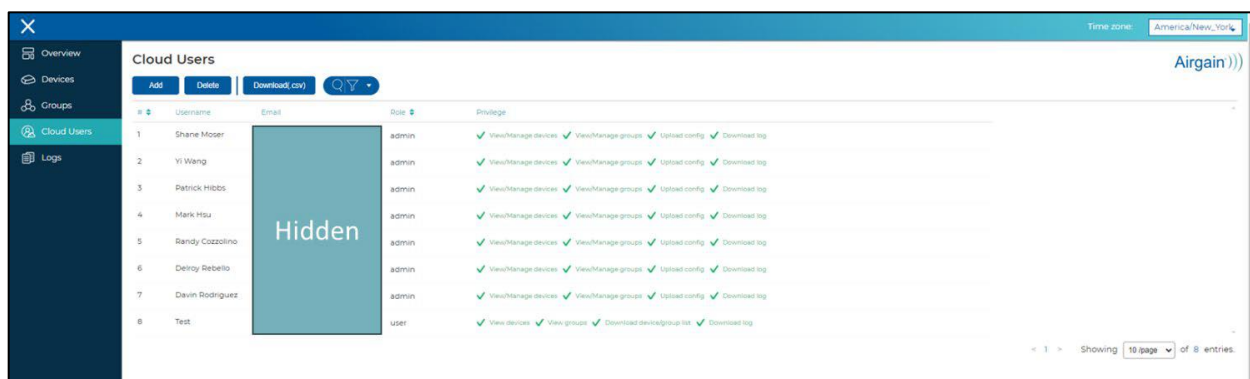 Time zone: America/New_York
Overview
Devices
Groups
Cloud Users
Logs
Cloud Users
Airgain
Add Delete Download(.csv)
# Username Email Role Privilege
1 Shane Moser admin View/Manage devices View/Manage groups Upload config Download log
2 Yi Wang admin View/Manage devices View/Manage groups Upload config Download log
3 Patrick Hibbs admin View/Manage devices View/Manage groups Upload config Download log
4 Mark Hsu admin View/Manage devices View/Manage groups Upload config Download log
5 Randy Cozzolino admin View/Manage devices View/Manage groups Upload config Download log
6 Delroy Rebello admin View/Manage devices View/Manage groups Upload config Download log
7 Davin Rodriguez admin View/Manage devices View/Manage groups Upload config Download log
8 Test user View devices View groups Download device/group list Download log
Hidden
< 1 > Showing 10 /page of 8 entries.